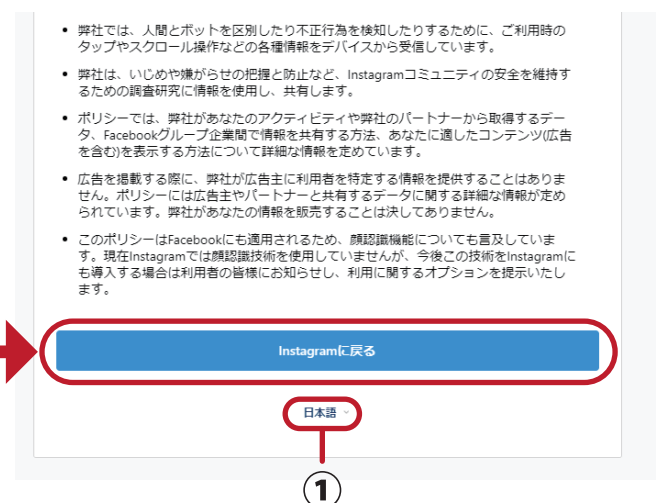 • 弊社では、人間とボットを区別したり不正行為を検知したりするために、ご利用時の
タップやスクロール操作などの各種情報をデバイスから受信しています。
• 弊社は、いじめや嫌がらせの把握と防止など、Instagramコミュニティの安全を維持す
るための調査研究に情報を使用し、共有します。
• ポリシーでは、弊社があなたのアクティビティや弊社のパートナーから取得するデー
タ、Facebookグループ企業間で情報を共有する方法、あなたに適したコンテンツ(広告
を含む)を表示する方法について詳細な情報を定めています。
• 広告を掲載する際に、弊社が広告主に利用者を特定する情報を提供することはありま
せん。ポリシーには広告主やパートナーと共有するデータに関する詳細な情報が定め
られています。弊社があなたの情報を販売することは決してありません。
• このポリシーはFacebookにも適用されるため、顔認識機能についても言及していま
す。現在Instagramでは顔認識技術を使用していませんが、今後この技術をInstagramに
も導入する場合は利用者の皆様にお知らせし、利用に関するオプションを提示いたし
ます。
Instagramに戻る
日本語
①